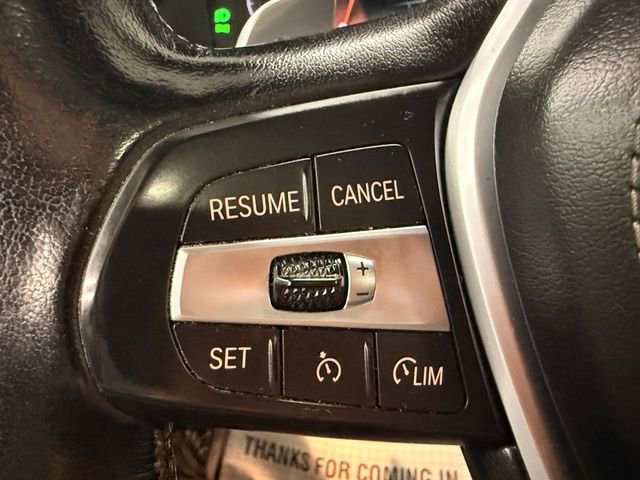 RESUME CANCEL
+
−
SET LIM
THANKS FOR COMING IN